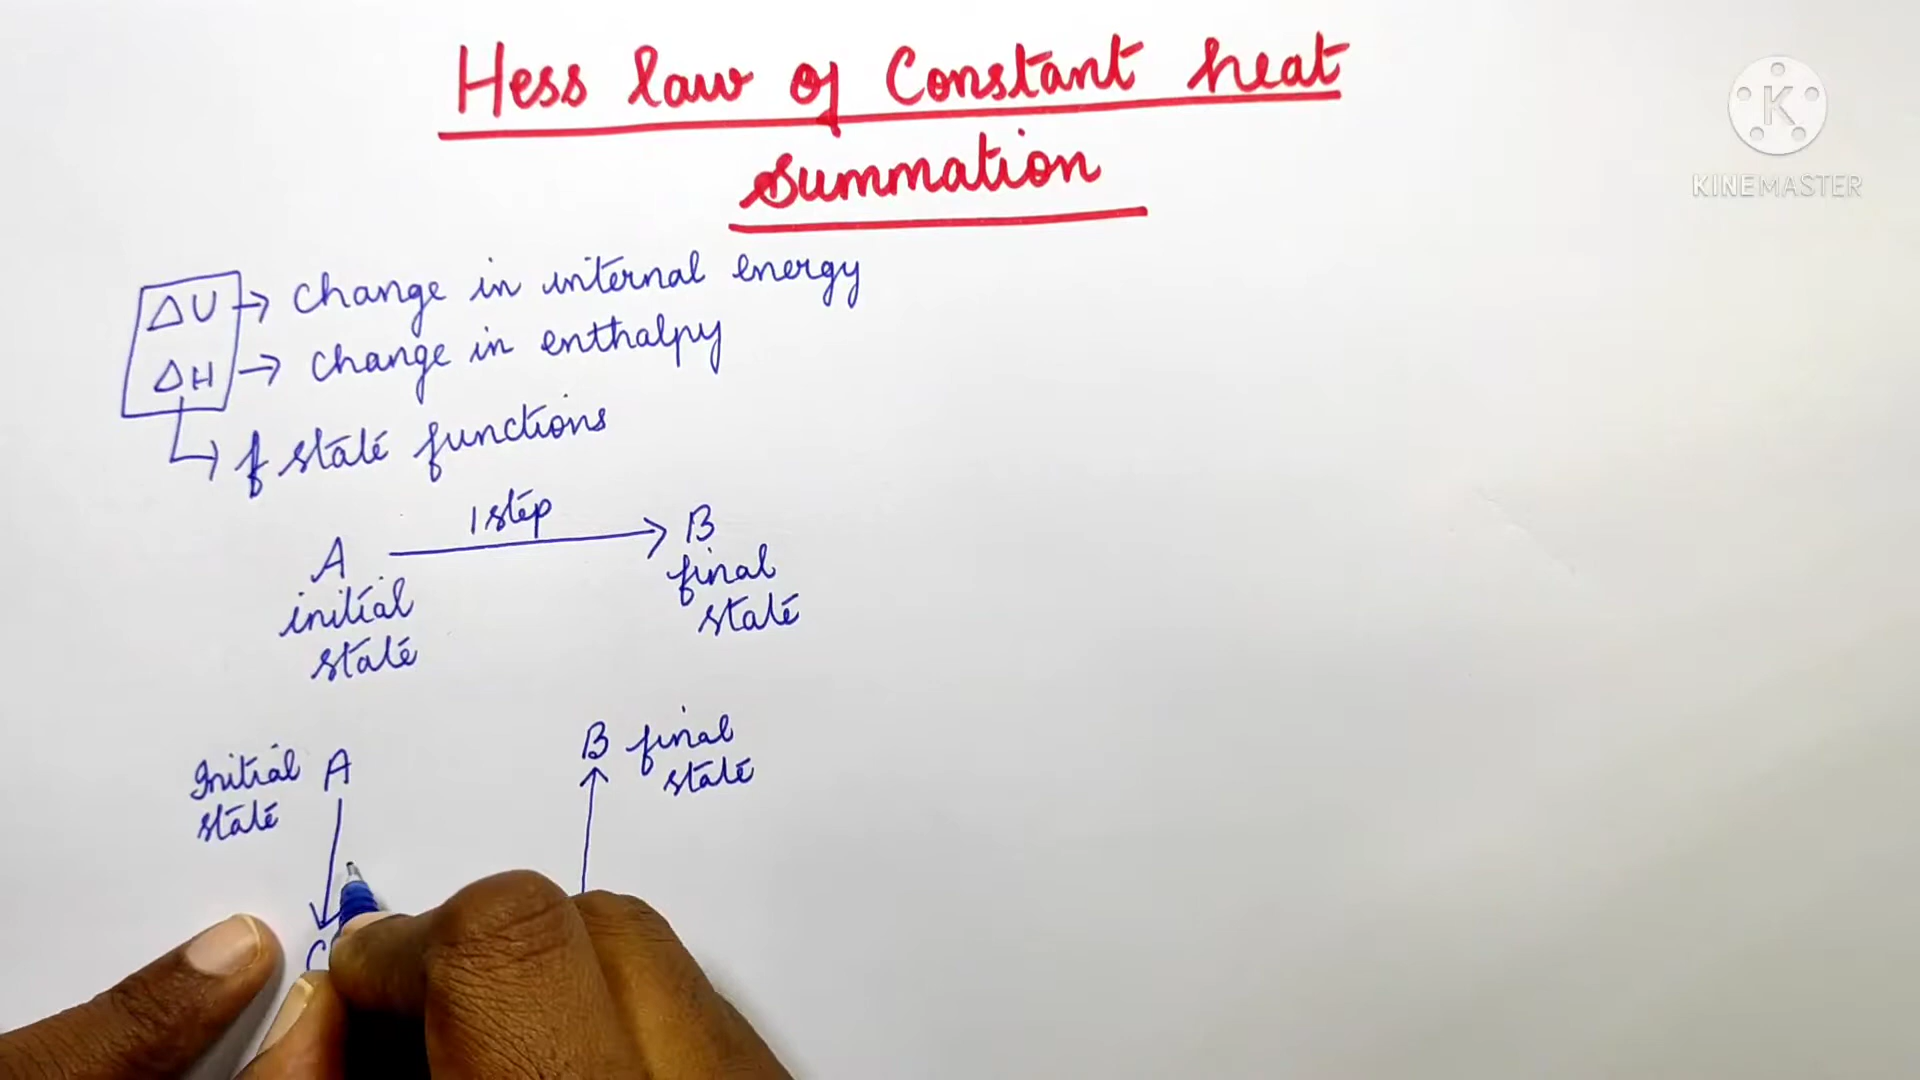 Hess law of Constant heat
summation
KINEMASTER
ΔU → change in internal energy
ΔH → change in enthalpy
f state functions
1 step
A
B
initial
state
final
state
Initial A
state
B final
state
C